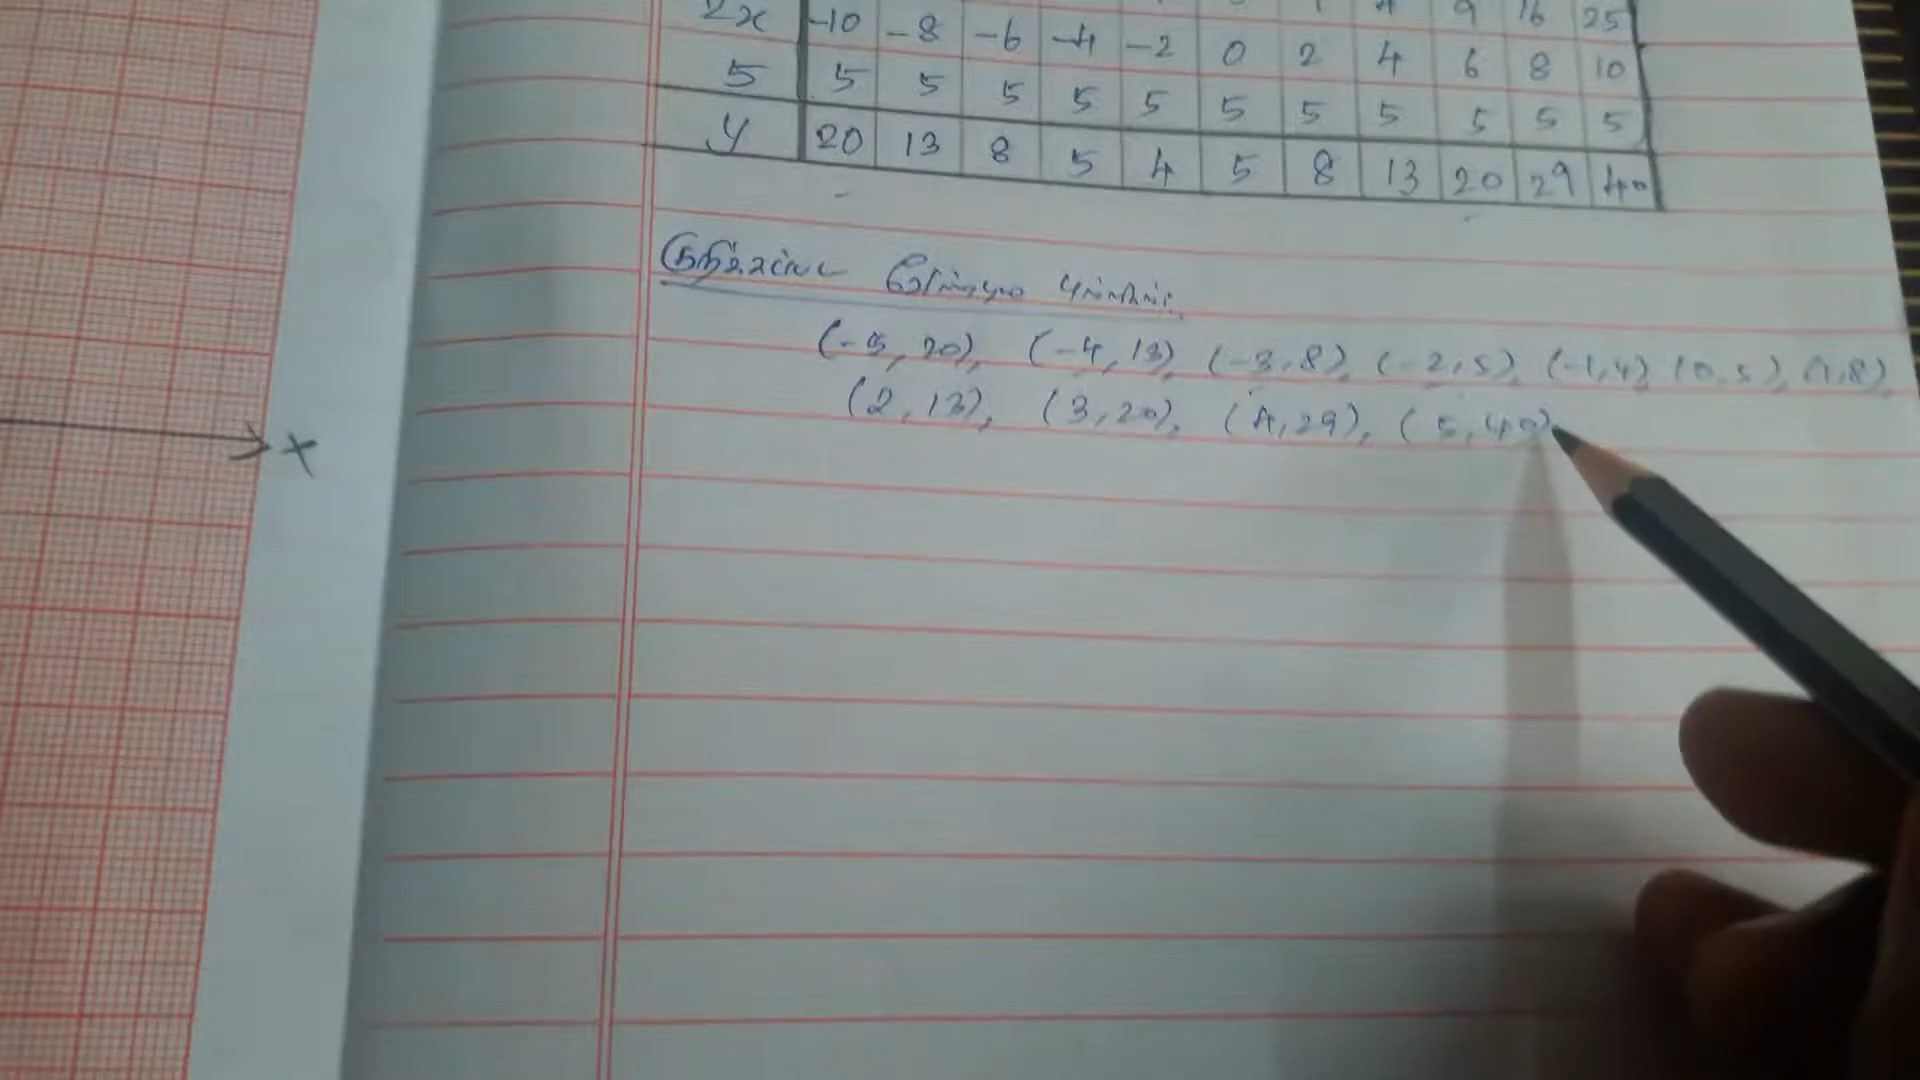 9 16 25
2x -10 -8 -6 -4 -2 0 2 4 6 8 10
5 5 5 5 5 5 5 5 5 5 5 5
y 20 13 8 5 4 5 8 13 20 29 40
(-5, 20), (-4, 13), (-3, 8), (-2, 5), (-1, 4), (0, 5), (1, 8)
(2, 13), (3, 20), (4, 29), (5, 40)
x